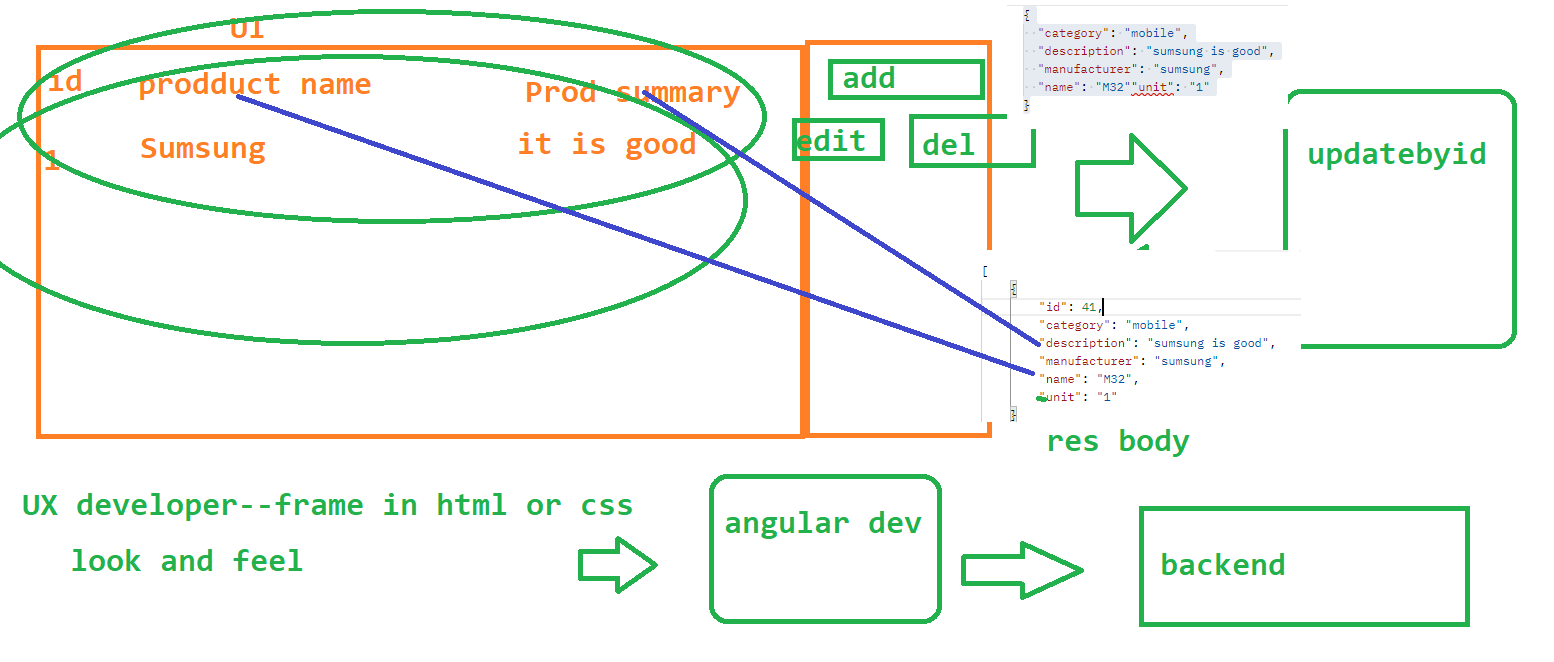 UI
id prodduct name Prod summary
1 Sumsung it is good
add
edit del
{
"category": "mobile",
"description": "sumsung is good",
"manufacturer": "sumsung",
"name": "M32""unit": "1"
}
updatebyid
[
{
"id": 41,
"category": "mobile",
"description": "sumsung is good",
"manufacturer": "sumsung",
"name": "M32",
"unit": "1"
}
res body
UX developer--frame in html or css
look and feel
angular dev
backend